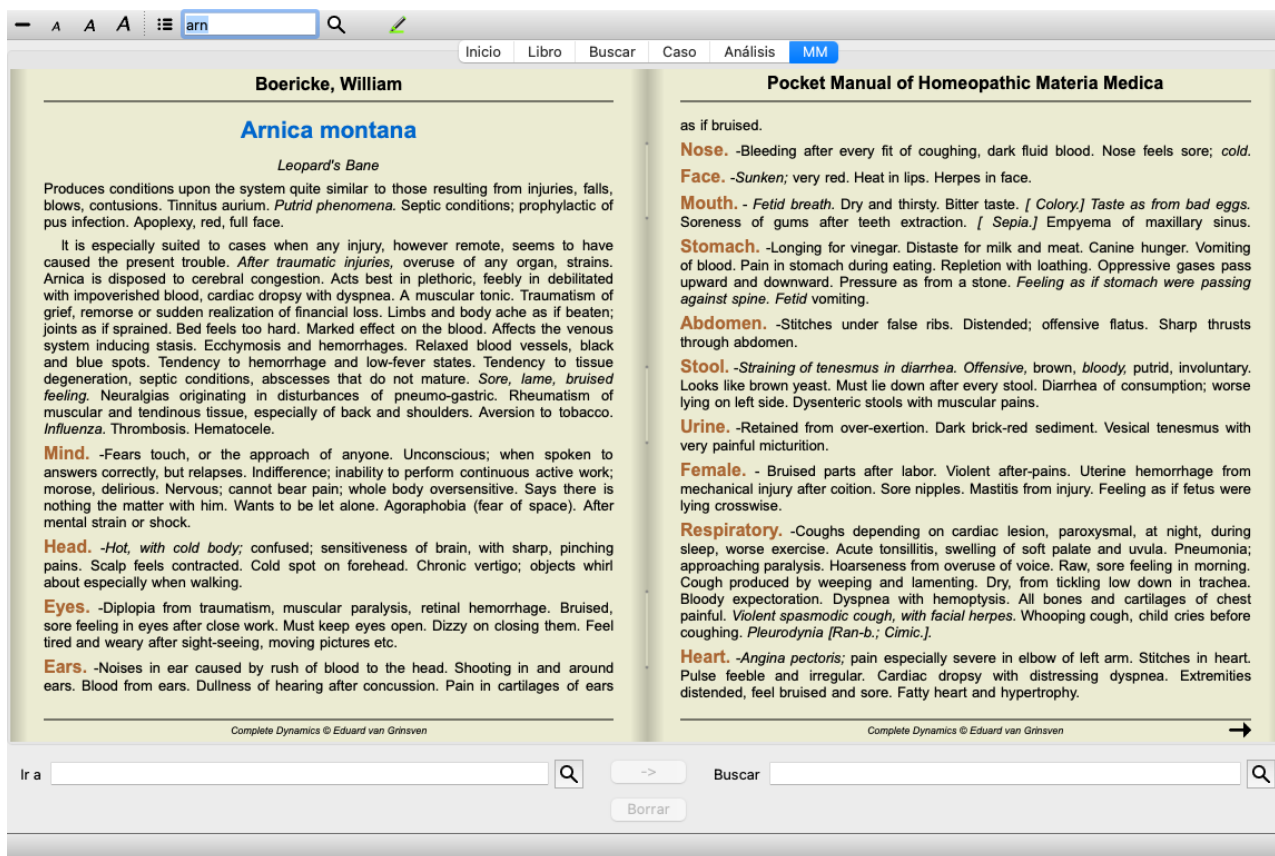 A A A arn
Inicio Libro Buscar Caso Análisis MM
Boericke, William
Arnica montana
Leopard's Bane
Produces conditions upon the system quite similar to those resulting from injuries, falls,
blows, contusions. Tinnitus aurium. Putrid phenomena. Septic conditions; prophylactic of
pus infection. Apoplexy, red, full face.
It is especially suited to cases when any injury, however remote, seems to have
caused the present trouble. After traumatic injuries, overuse of any organ, strains.
Arnica is disposed to cerebral congestion. Acts best in plethoric, feebly in debilitated
with impoverished blood, cardiac dropsy with dyspnea. A muscular tonic. Traumatism of
grief, remorse or sudden realization of financial loss. Limbs and body ache as if beaten;
joints as if sprained. Bed feels too hard. Marked effect on the blood. Affects the venous
system inducing stasis. Ecchymosis and hemorrhages. Relaxed blood vessels, black
and blue spots. Tendency to hemorrhage and low-fever states. Tendency to tissue
degeneration, septic conditions, abscesses that do not mature. Sore, lame, bruised
feeling. Neuralgias originating in disturbances of pneumo-gastric. Rheumatism of
muscular and tendinous tissue, especially of back and shoulders. Aversion to tobacco.
Influenza. Thrombosis. Hematocele.
Mind. -Fears touch, or the approach of anyone. Unconscious; when spoken to
answers correctly, but relapses. Indifference; inability to perform continuous active work;
morose, delirious. Nervous; cannot bear pain; whole body oversensitive. Says there is
nothing the matter with him. Wants to be let alone. Agoraphobia (fear of space). After
mental strain or shock.
Head. -Hot, with cold body; confused; sensitiveness of brain, with sharp, pinching
pains. Scalp feels contracted. Cold spot on forehead. Chronic vertigo; objects whirl
about especially when walking.
Eyes. -Diplopia from traumatism, muscular paralysis, retinal hemorrhage. Bruised,
sore feeling in eyes after close work. Must keep eyes open. Dizzy on closing them. Feel
tired and weary after sight-seeing, moving pictures etc.
Ears. -Noises in ear caused by rush of blood to the head. Shooting in and around
ears. Blood from ears. Dullness of hearing after concussion. Pain in cartilages of ears
Complete Dynamics © Eduard van Grinsven
Pocket Manual of Homeopathic Materia Medica
as if bruised.
Nose. -Bleeding after every fit of coughing, dark fluid blood. Nose feels sore; cold.
Face. -Sunken; very red. Heat in lips. Herpes in face.
Mouth. - Fetid breath. Dry and thirsty. Bitter taste. [ Colory.] Taste as from bad eggs.
Soreness of gums after teeth extraction. [ Sepia.] Empyema of maxillary sinus.
Stomach. -Longing for vinegar. Distaste for milk and meat. Canine hunger. Vomiting
of blood. Pain in stomach during eating. Repletion with loathing. Oppressive gases pass
upward and downward. Pressure as from a stone. Feeling as if stomach were passing
against spine. Fetid vomiting.
Abdomen. -Stitches under false ribs. Distended; offensive flatus. Sharp thrusts
through abdomen.
Stool. -Straining of tenesmus in diarrhea. Offensive, brown, bloody, putrid, involuntary.
Looks like brown yeast. Must lie down after every stool. Diarrhea of consumption; worse
lying on left side. Dysenteric stools with muscular pains.
Urine. -Retained from over-exertion. Dark brick-red sediment. Vesical tenesmus with
very painful micturition.
Female. - Bruised parts after labor. Violent after-pains. Uterine hemorrhage from
mechanical injury after coition. Sore nipples. Mastitis from injury. Feeling as if fetus were
lying crosswise.
Respiratory. -Coughs depending on cardiac lesion, paroxysmal, at night, during
sleep, worse exercise. Acute tonsillitis, swelling of soft palate and uvula. Pneumonia;
approaching paralysis. Hoarseness from overuse of voice. Raw, sore feeling in morning.
Cough produced by weeping and lamenting. Dry, from tickling low down in trachea.
Bloody expectoration. Dyspnea with hemoptysis. All bones and cartilages of chest
painful. Violent spasmodic cough, with facial herpes. Whooping cough, child cries before
coughing. Pleurodynia [Ran-b.; Cimic.].
Heart. -Angina pectoris; pain especially severe in elbow of left arm. Stitches in heart.
Pulse feeble and irregular. Cardiac dropsy with distressing dyspnea. Extremities
distended, feel bruised and sore. Fatty heart and hypertrophy.
Complete Dynamics © Eduard van Grinsven
Ir a -> Buscar
Borrar